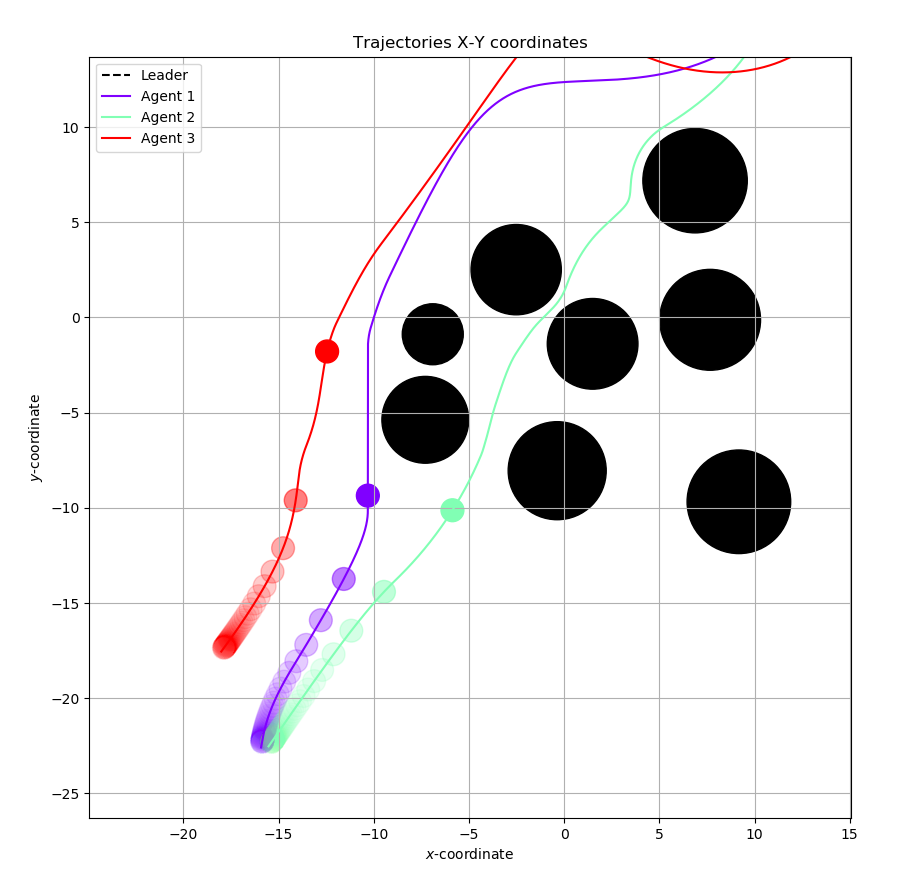 Trajectories X-Y coordinates
Leader
Agent 1
Agent 2
Agent 3
10
5
0
−5
−10
−15
−20
−25
y-coordinate
−20
−15
−10
−5
0
5
10
15
x-coordinate